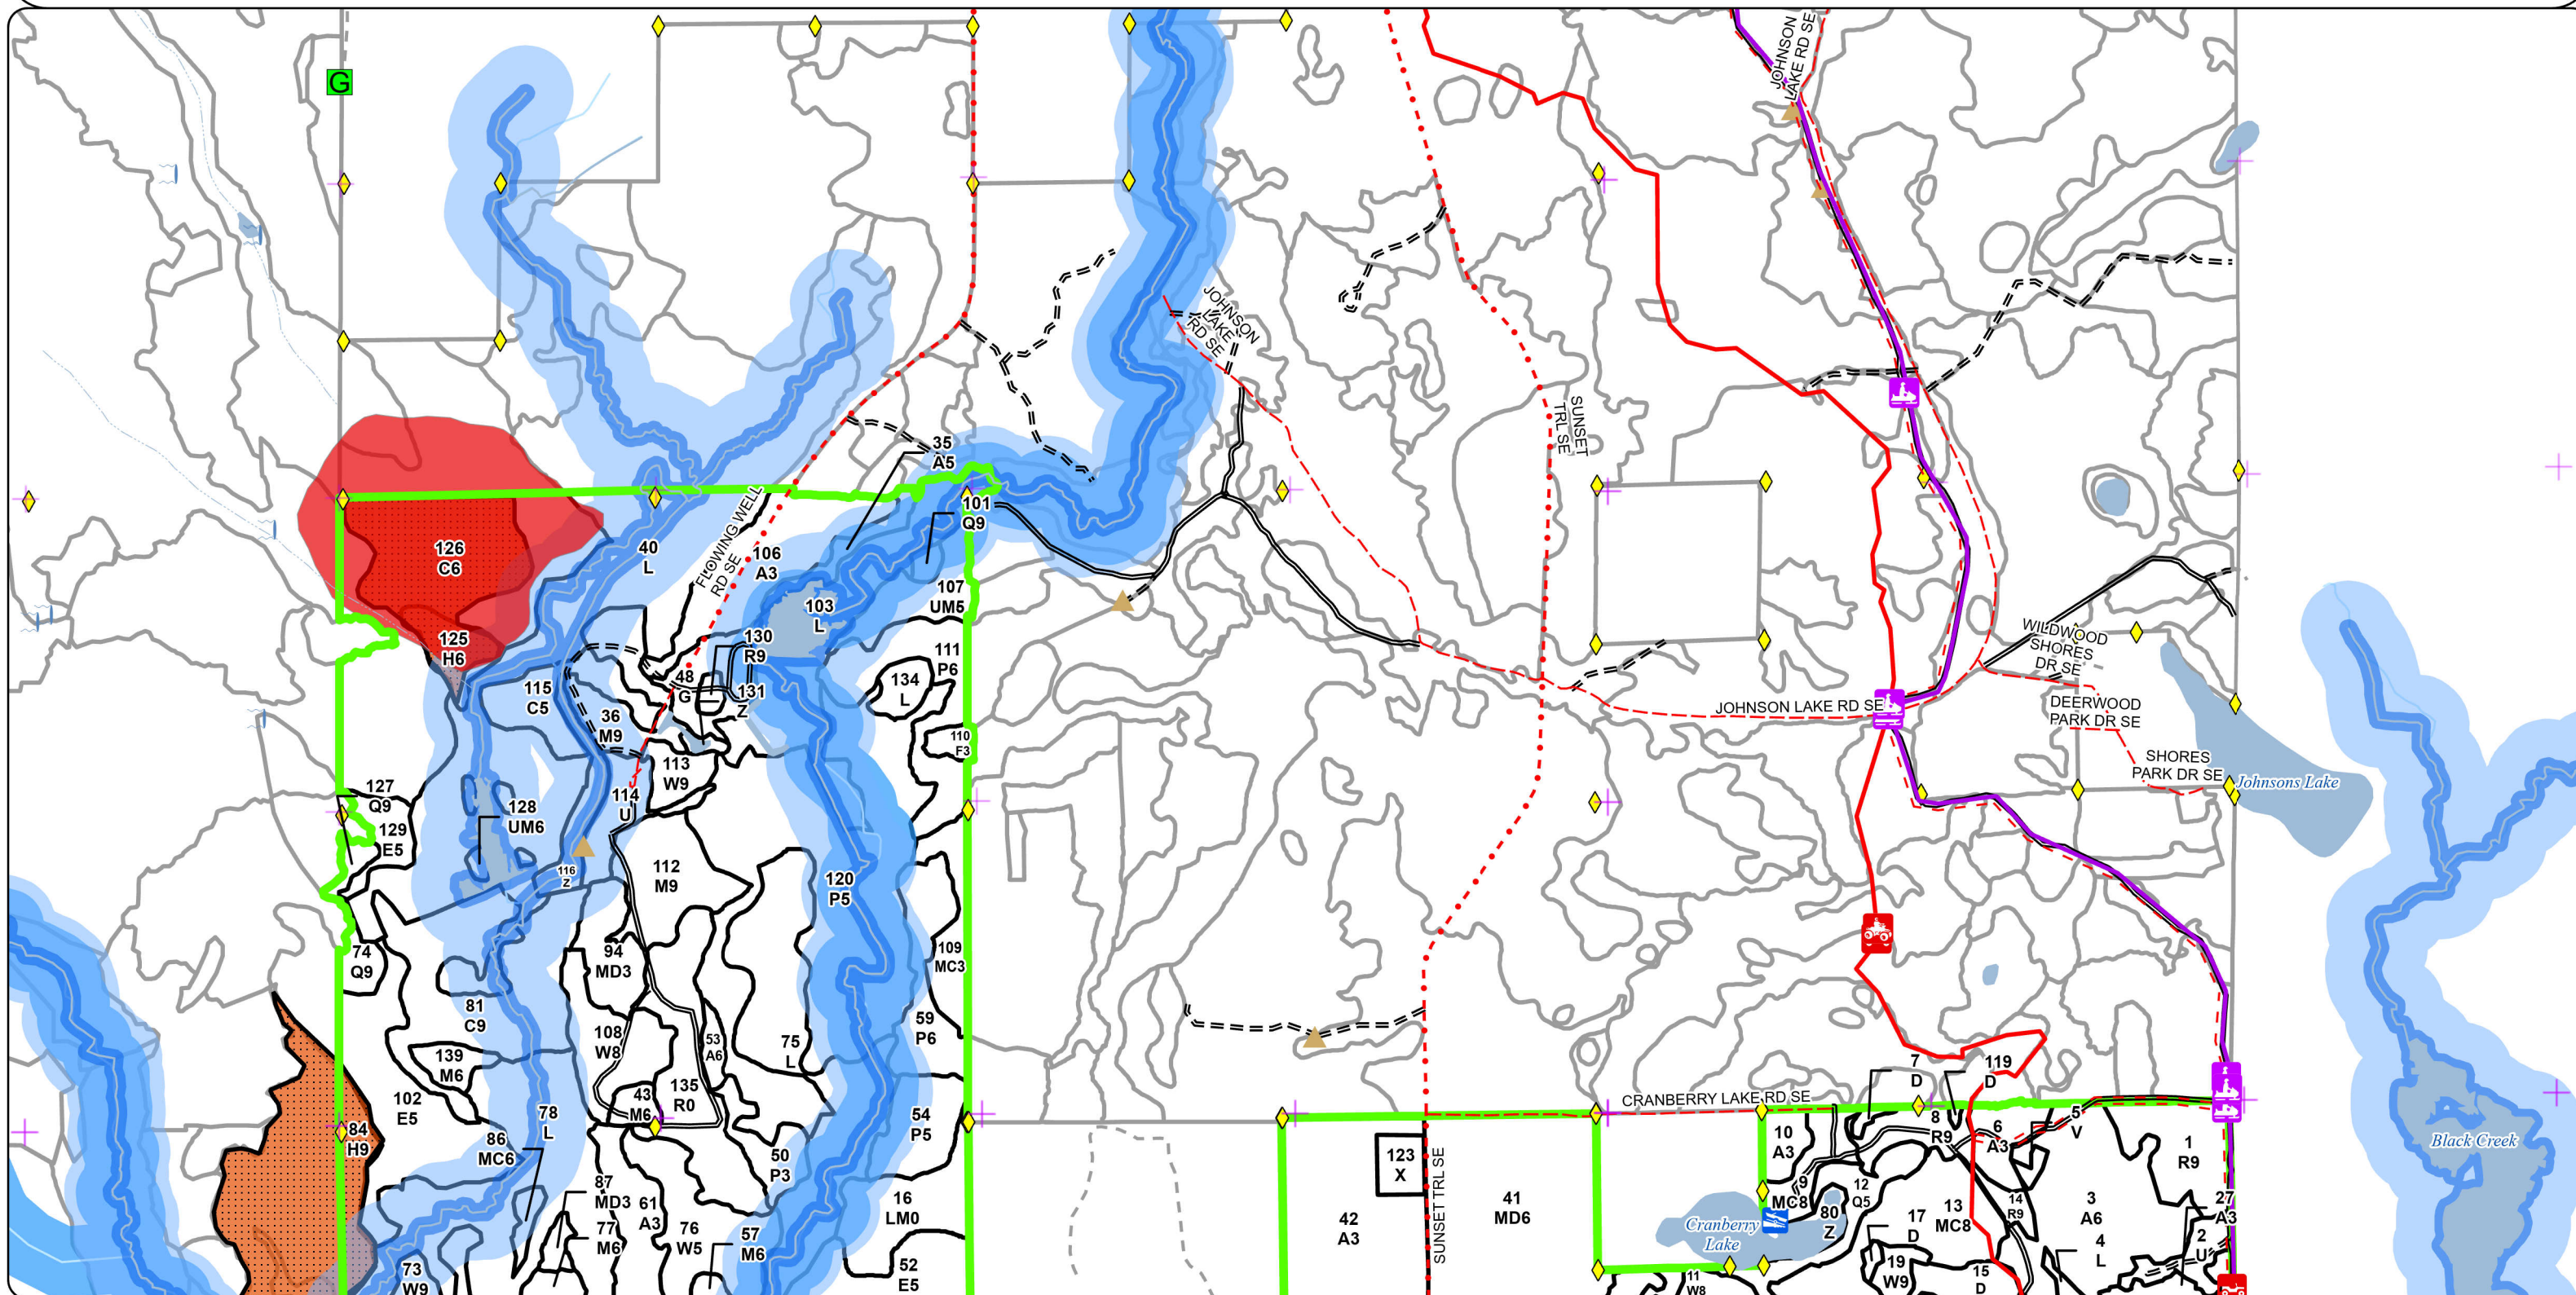 G
JOHNSON
LAKE RD SE
JOHNSON
LAKE
RD SE
SUNSET
TRL SE
35
A5
101
Q9
FLOWING WELL
RD SE
126
C6
40
L
106
A3
103
L
107
UM5
125
H6
130
R9
111
P6
134
L
48
G
131
Z
115
C5
36
M9
110
F3
113
W9
114
U
127
Q9
129
E5
128
UM6
116
Z
112
M9
120
P5
WILDWOOD
SHORES
DR SE
DEERWOOD
PARK DR SE
JOHNSON LAKE RD SE
SHORES
PARK DR SE
Johnsons Lake
74
Q9
94
MD3
109
MC3
81
C9
108
W8
53
A6
75
L
59
P6
139
M6
102
E5
43
M6
135
R0
78
L
54
P5
84
H9
86
MC6
50
P3
87
MD3
61
A3
16
LM0
77
M6
76
W5
57
M6
52
E5
73
W9
CRANBERRY LAKE RD SE
7
D
119
D
8
R9
6
A3
5
V
10
A3
1
R9
Black Creek
123
X
SUNSET TRL SE
41
MD6
42
A3
9
MC8
12
Q5
80
Z
Cranberry
Lake
13
MC8
14
R9
17
D
3
A6
27
A3
4
L
2
U
19
W9
15
D
11
W8